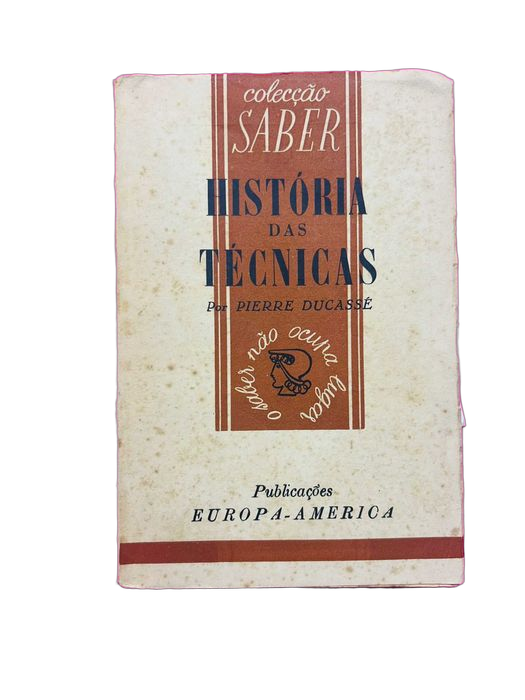 colecção
SABER
HISTÓRIA
DAS
TÉCNICAS
Por PIERRE DUCASSÉ
o saber não ocupa lugar
Publicações
EUROPA-AMERICA